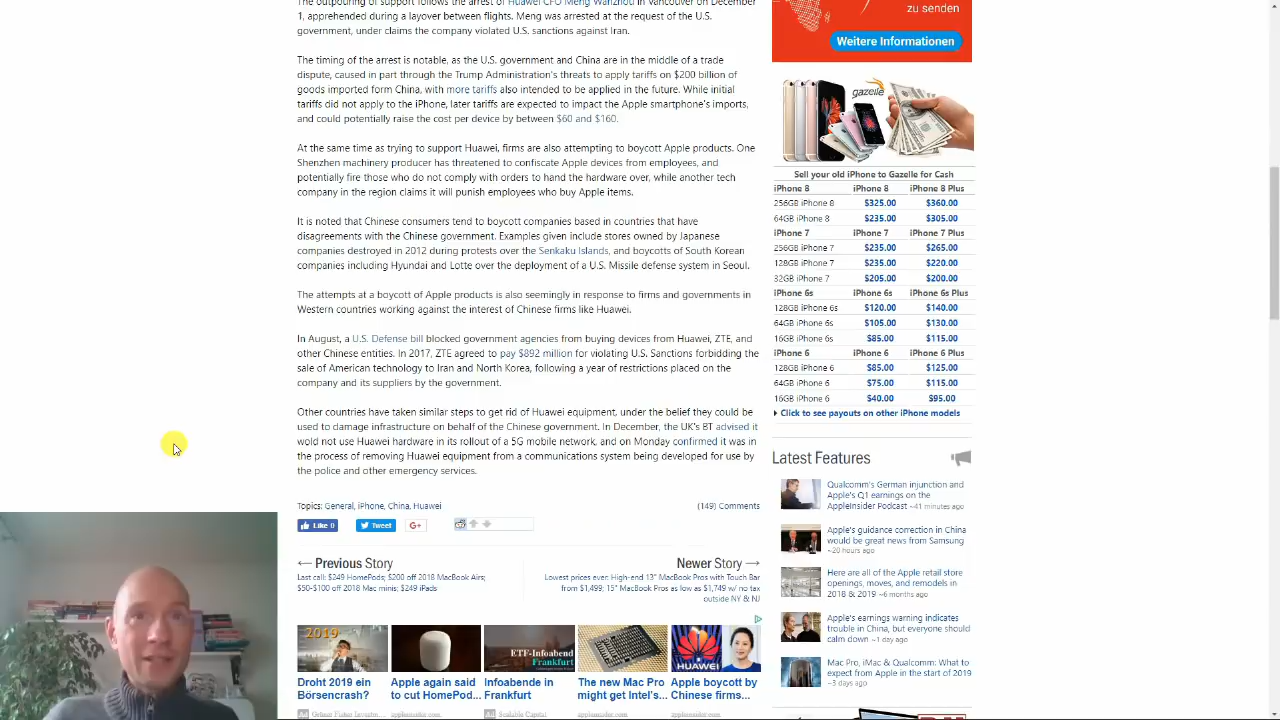 The outpouring of support follows the arrest of Huawei CFO Meng Wanzhou in Vancouver on December
1, apprehended during a layover between flights. Meng was arrested at the request of the U.S.
government, under claims the company violated U.S. sanctions against Iran.
The timing of the arrest is notable, as the U.S. government and China are in the middle of a trade
dispute, caused in part through the Trump Administration's threats to apply tariffs on $200 billion of
goods imported form China, with more tariffs also intended to be applied in the future. While initial
tariffs did not apply to the iPhone, later tariffs are expected to impact the Apple smartphone's imports,
and could potentially raise the cost per device by between $60 and $160.
At the same time as trying to support Huawei, firms are also attempting to boycott Apple products. One
Shenzhen machinery producer has threatened to confiscate Apple devices from employees, and
potentially fire those who do not comply with orders to hand the hardware over, while another tech
company in the region claims it will punish employees who buy Apple items.
It is noted that Chinese consumers tend to boycott companies based in countries that have
disagreements with the Chinese government. Examples given include stores owned by Japanese
companies destroyed in 2012 during protests over the Senkaku Islands, and boycotts of South Korean
companies including Hyundai and Lotte over the deployment of a U.S. Missile defense system in Seoul.
The attempts at a boycott of Apple products is also seemingly in response to firms and governments in
Western countries working against the interest of Chinese firms like Huawei.
In August, a U.S. Defense bill blocked government agencies from buying devices from Huawei, ZTE, and
other Chinese entities. In 2017, ZTE agreed to pay $892 million for violating U.S. Sanctions forbidding the
sale of American technology to Iran and North Korea, following a year of restrictions placed on the
company and its suppliers by the government.
Other countries have taken similar steps to get rid of Huawei equipment, under the belief they could be
used to damage infrastructure on behalf of the Chinese government. In December, the UK's BT advised it
wold not use Huawei hardware in its rollout of a 5G mobile network, and on Monday confirmed it was in
the process of removing Huawei equipment from a communications system being developed for use by
the police and other emergency services.
Topics: General, iPhone, China, Huawei
(149) Comments
Like 0
Tweet
G+
← Previous Story
Last call: $249 HomePods; $200 off 2018 MacBook Airs;
$50-$100 off 2018 Mac minis; $249 iPads
Newer Story →
Lowest prices ever: High-end 13" MacBook Pros with Touch Bar
from $1,499; 15" MacBook Pros as low as $1,749 w/ no tax
outside NY & NJ
2019
ETF-Infoabend
Frankfurt
HUAWEI
Droht 2019 ein
Börsencrash?
Apple again said
to cut HomePod...
Ad
appleinsider.com
Infoabende in
Frankfurt
Ad Scalable Capital
The new Mac Pro
might get Intel's...
appleinsider.com
Apple boycott by
Chinese firms...
appleinsider.com
zu senden
Weitere Informationen
gazelle
Sell your old iPhone to Gazelle for Cash
iPhone 8 iPhone 8 iPhone 8 Plus
256GB iPhone 8 $325.00 $360.00
64GB iPhone 8 $235.00 $305.00
iPhone 7 iPhone 7 iPhone 7 Plus
256GB iPhone 7 $235.00 $265.00
128GB iPhone 7 $235.00 $220.00
32GB iPhone 7 $205.00 $200.00
iPhone 6s iPhone 6s iPhone 6s Plus
128GB iPhone 6s $120.00 $140.00
64GB iPhone 6s $105.00 $130.00
16GB iPhone 6s $85.00 $115.00
iPhone 6 iPhone 6 iPhone 6 Plus
128GB iPhone 6 $85.00 $125.00
64GB iPhone 6 $75.00 $115.00
16GB iPhone 6 $40.00 $95.00
Click to see payouts on other iPhone models
Latest Features
Qualcomm's German injunction and
Apple's Q1 earnings on the
AppleInsider Podcast ~41 minutes ago
Apple's guidance correction in China
would be great news from Samsung
~20 hours ago
Here are all of the Apple retail store
openings, moves, and remodels in
2018 & 2019 ~6 months ago
Apple's earnings warning indicates
trouble in China, but everyone should
calm down ~1 day ago
Mac Pro, iMac & Qualcomm: What to
expect from Apple in the start of 2019
~3 days ago